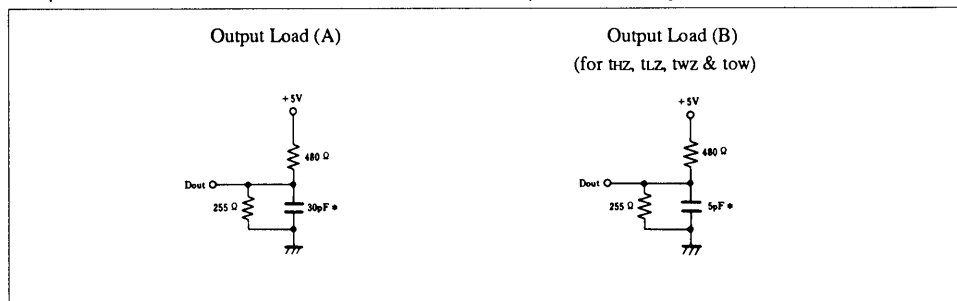 Output Load (A)
Output Load (B)
(for tHZ, tLZ, twz & tow)
+5V
480 Ω
Dout
255 Ω
30pF *
+5V
480 Ω
Dout
255 Ω
5pF *